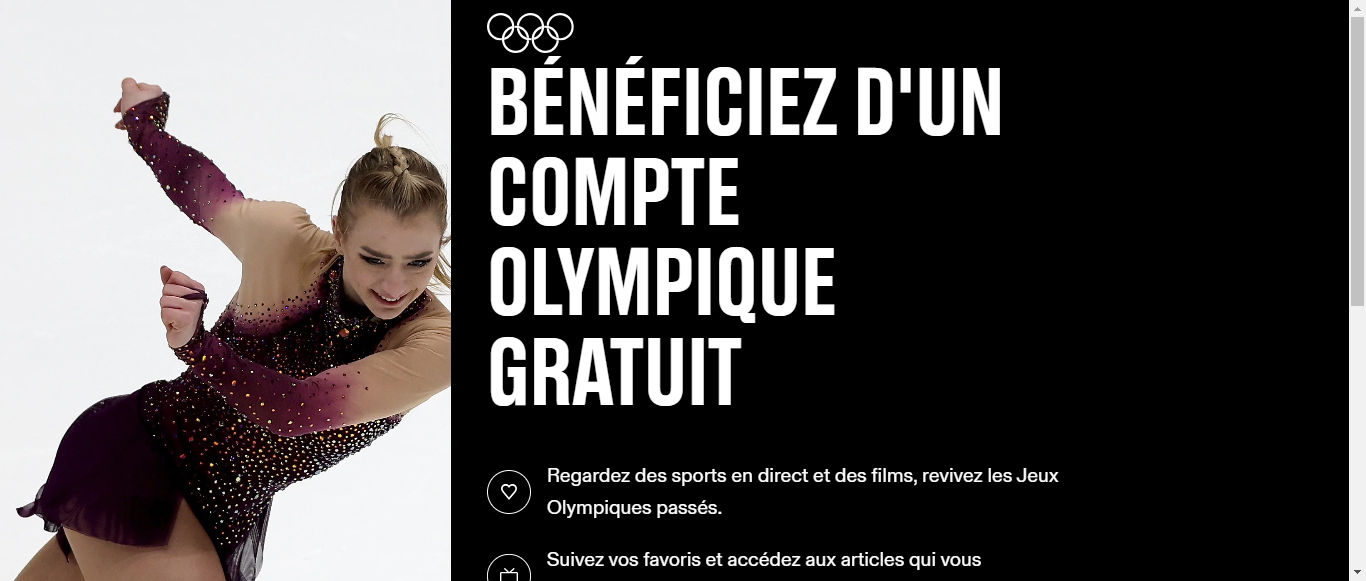 BÉNÉFICIEZ D'UN
COMPTE
OLYMPIQUE
GRATUIT
Regardez des sports en direct et des films, revivez les Jeux
Olympiques passés.
Suivez vos favoris et accédez aux articles qui vous